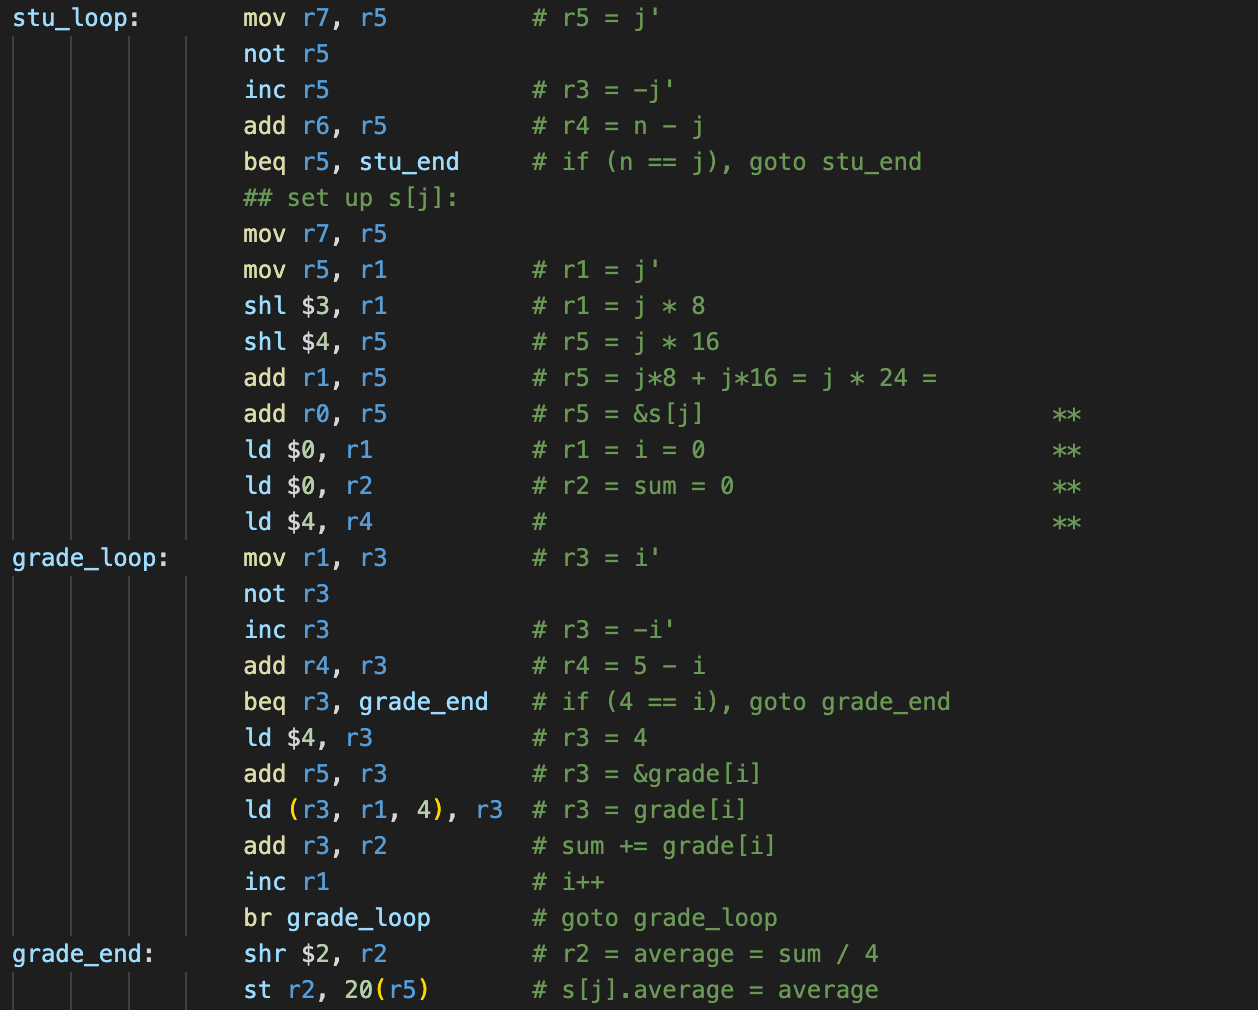 stu_loop: mov r7, r5 # r5 = j'
not r5
inc r5 # r3 = -j'
add r6, r5 # r4 = n - j
beq r5, stu_end # if (n == j), goto stu_end
## set up s[j]:
mov r7, r5
mov r5, r1 # r1 = j'
shl $3, r1 # r1 = j * 8
shl $4, r5 # r5 = j * 16
add r1, r5 # r5 = j*8 + j*16 = j * 24 =
add r0, r5 # r5 = &s[j] **
ld $0, r1 # r1 = i = 0 **
ld $0, r2 # r2 = sum = 0 **
ld $4, r4 # **
grade_loop: mov r1, r3 # r3 = i'
not r3
inc r3 # r3 = -i'
add r4, r3 # r4 = 5 - i
beq r3, grade_end # if (4 == i), goto grade_end
ld $4, r3 # r3 = 4
add r5, r3 # r3 = &grade[i]
ld (r3, r1, 4), r3 # r3 = grade[i]
add r3, r2 # sum += grade[i]
inc r1 # i++
br grade_loop # goto grade_loop
grade_end: shr $2, r2 # r2 = average = sum / 4
st r2, 20(r5) # s[j].average = average